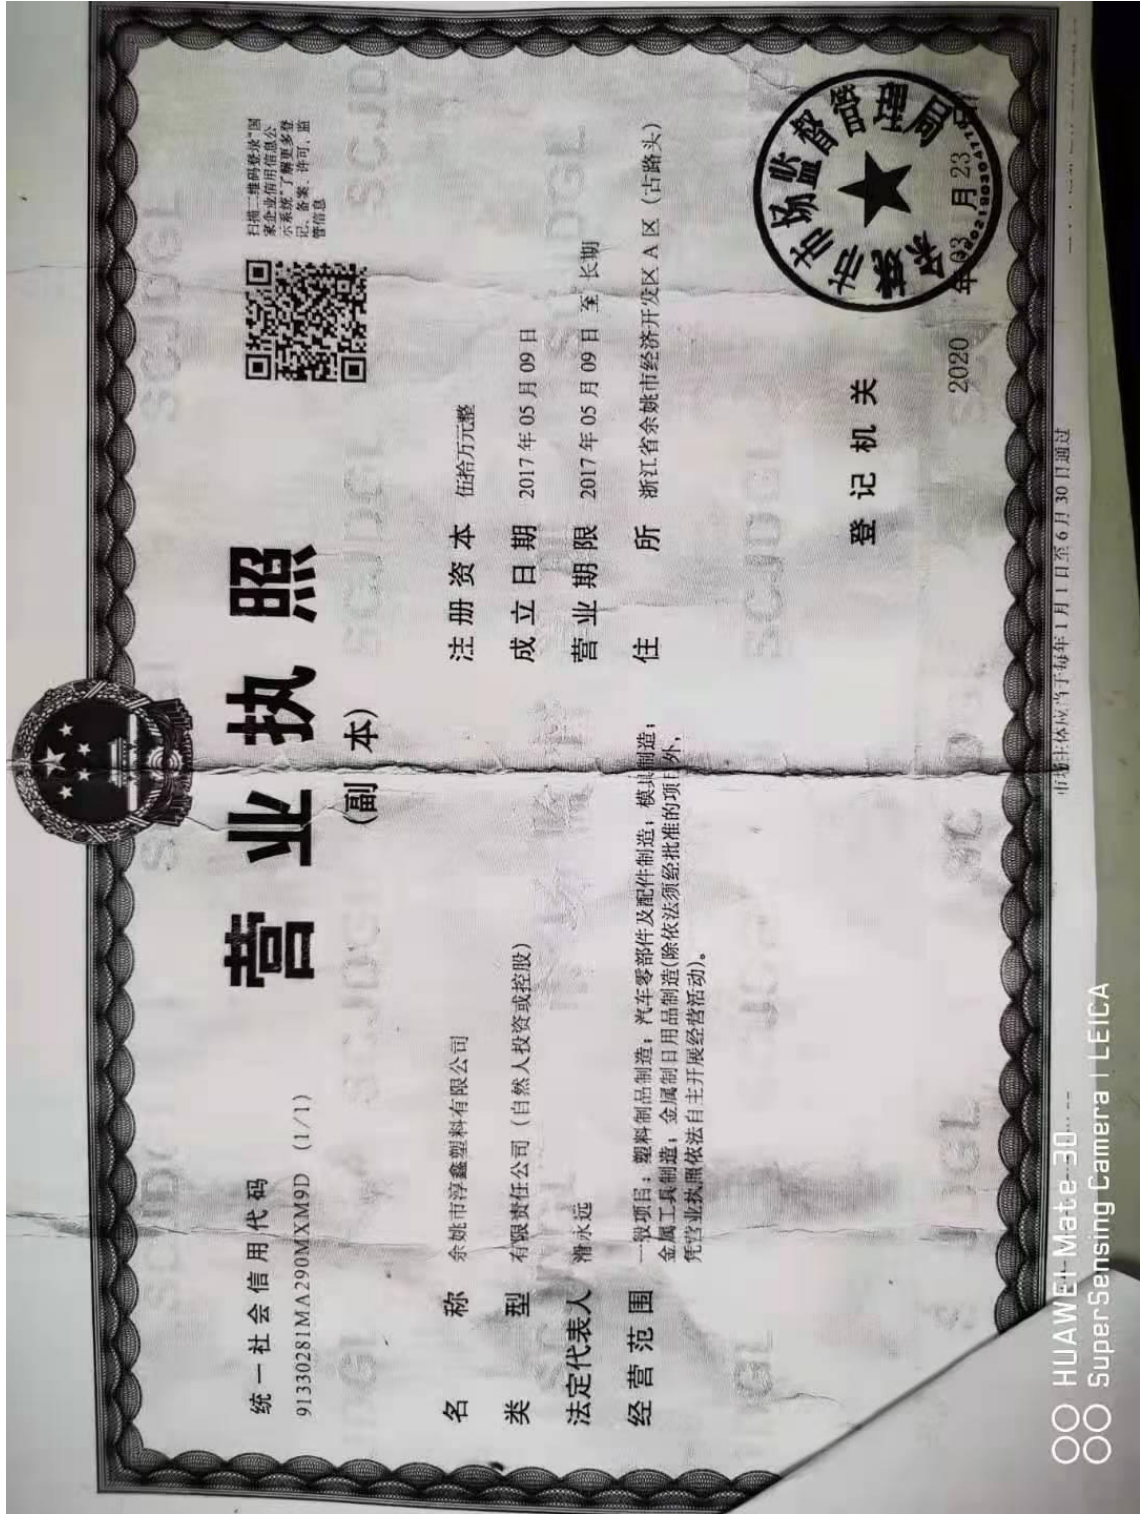 营业执照
(副本)
统一社会信用代码
91330281MA290MXM9D (1/1)
扫描二维码登录“国
家企业信用信息公
示系统”了解更多登
记、备案、许可、监
管信息
名称 余姚市淳鑫塑料有限公司
类型 有限责任公司（自然人投资或控股）
法定代表人 滑永远
经营范围 一般项目：塑料制品制造；汽车零部件及配件制造；模具制造；
金属工具制造；金属制日用品制造(除依法须经批准的项目外，
凭营业执照依法自主开展经营活动)。
注册资本 伍拾万元整
成立日期 2017年05月09日
营业期限 2017年05月09日至长期
住所 浙江省余姚市经济开发区A区（古路头）
登记机关
余姚市市场监督管理局
2020年03月23日
市场主体应当于每年1月1日至6月30日通过
HUAWEI Mate 30
SuperSensing Camera | LEICA